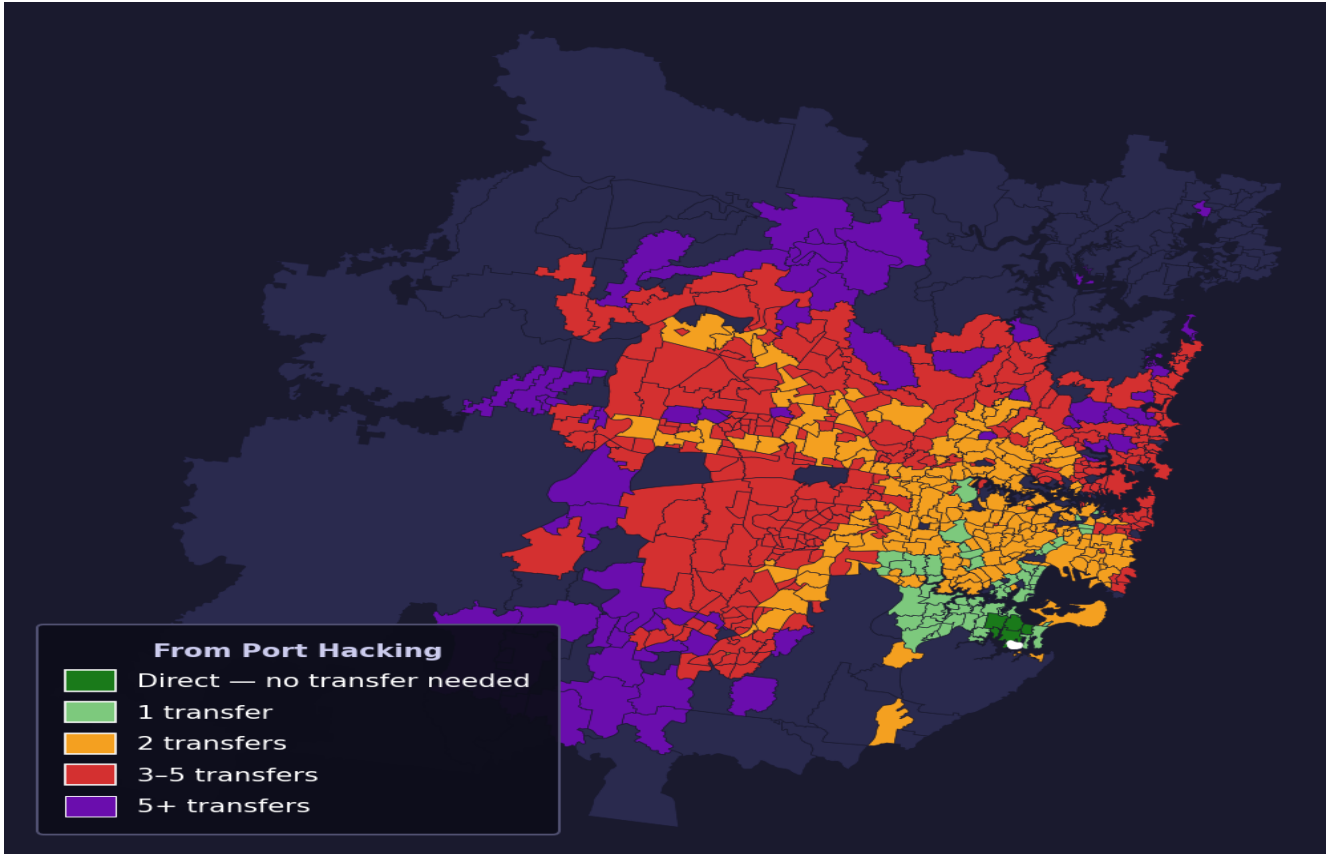 From Port Hacking
Direct — no transfer needed
1 transfer
2 transfers
3–5 transfers
5+ transfers